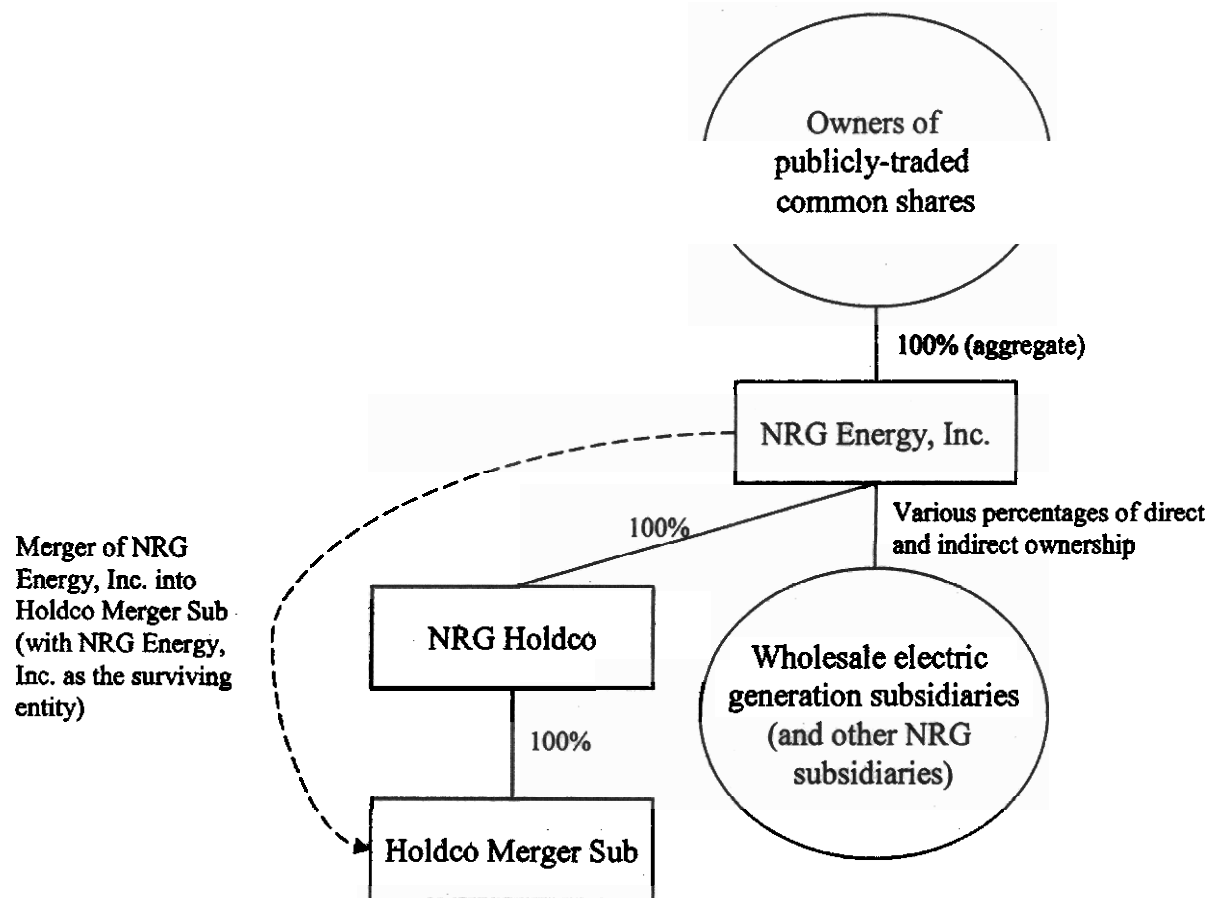 Owners of
publicly-traded
common shares
100% (aggregate)
NRG Energy, Inc.
100%
Various percentages of direct
and indirect ownership
Merger of NRG
Energy, Inc. into
Holdco Merger Sub
(with NRG Energy,
Inc. as the surviving
entity)
NRG Holdco
Wholesale electric
generation subsidiaries
(and other NRG
subsidiaries)
100%
Holdco Merger Sub